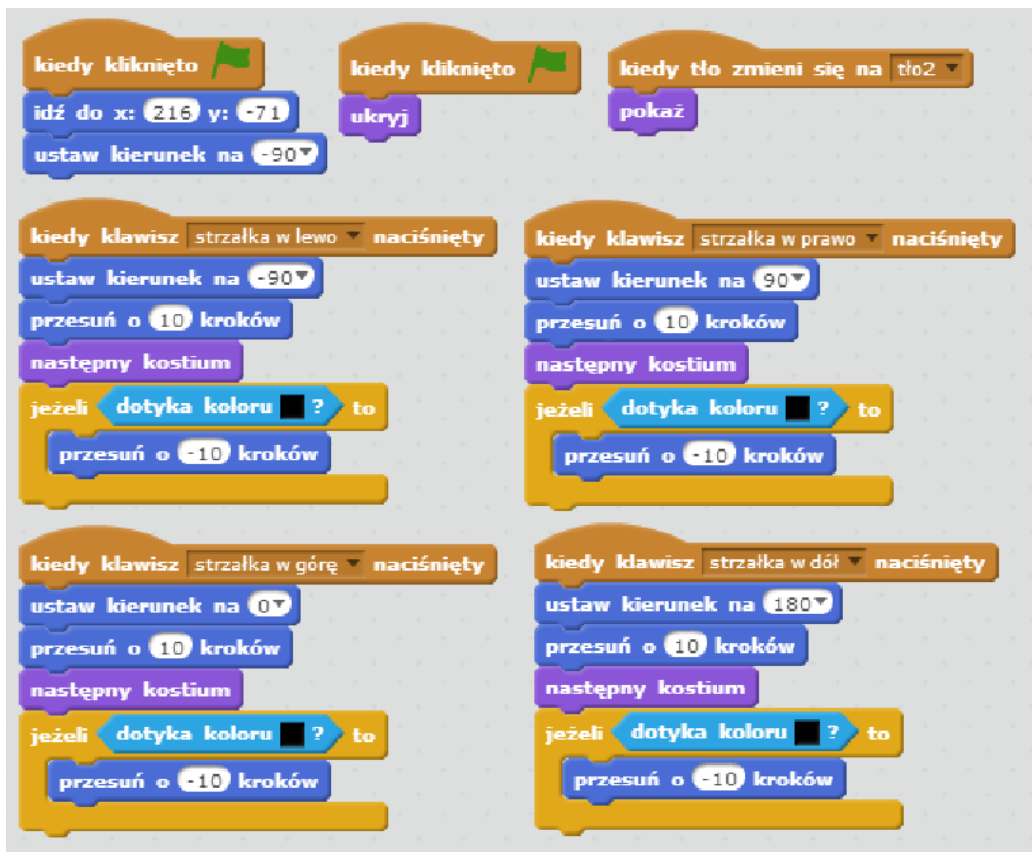 kiedy kliknięto
idź do x: 216 y: -71
ustaw kierunek na -90
kiedy kliknięto
ukryj
kiedy tło zmieni się na tło2
pokaż
kiedy klawisz strzałka w lewo naciśnięty
ustaw kierunek na -90
przesuń o 10 kroków
następny kostium
jeżeli dotyka koloru ? to
przesuń o -10 kroków
kiedy klawisz strzałka w prawo naciśnięty
ustaw kierunek na 90
przesuń o 10 kroków
następny kostium
jeżeli dotyka koloru ? to
przesuń o -10 kroków
kiedy klawisz strzałka w górę naciśnięty
ustaw kierunek na 0
przesuń o 10 kroków
następny kostium
jeżeli dotyka koloru ? to
przesuń o -10 kroków
kiedy klawisz strzałka w dół naciśnięty
ustaw kierunek na 180
przesuń o 10 kroków
następny kostium
jeżeli dotyka koloru ? to
przesuń o -10 kroków